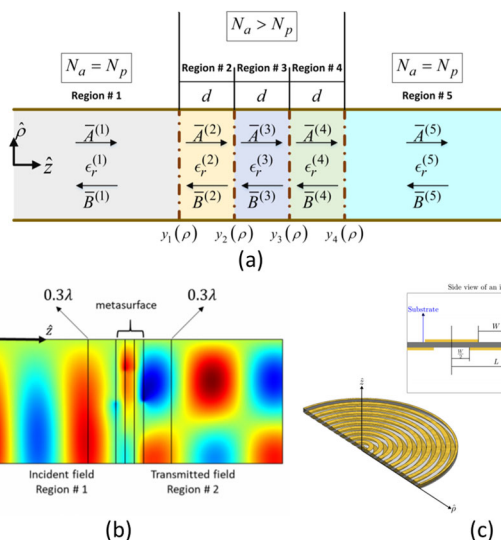 N_a > N_p
N_a = N_p
N_a = N_p
Region # 1
Region # 2
Region # 3
Region # 4
Region # 5
d
d
d
ρ̂
ẑ
A̅^(1)
A̅^(2)
A̅^(3)
A̅^(4)
A̅^(5)
ϵ_r^(1)
ϵ_r^(2)
ϵ_r^(3)
ϵ_r^(4)
ϵ_r^(5)
B̅^(1)
B̅^(2)
B̅^(3)
B̅^(4)
B̅^(5)
y_1(ρ)
y_2(ρ)
y_3(ρ)
y_4(ρ)
(a)
0.3λ
metasurface
0.3λ
ẑ
Incident field
Region # 1
Transmitted field
Region # 2
(b)
Side view of an i
Substrate
W
L
ẑ
ρ̂
(c)